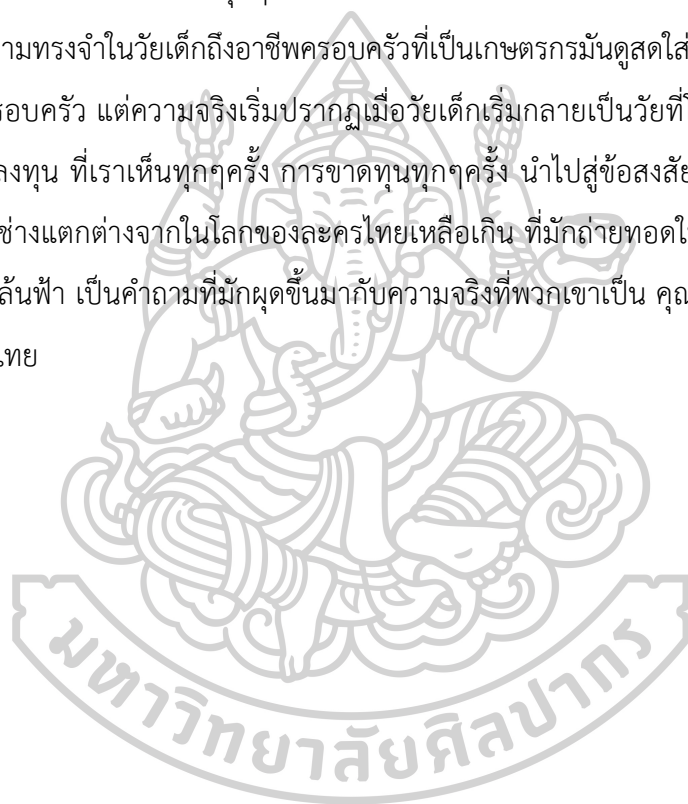 ามทรงจำในวัยเด็กถึงอาชีพครอบครัวที่เป็นเกษตรกรมันดูสดใส่
รอบครัว แต่ความจริงเริ่มปรากฏเมื่อวัยเด็กเริ่มกลายเป็นวัยที่
ลงทุน ที่เราเห็นทุกๆครั้ง การขาดทุนทุกๆครั้ง นำไปสู่ข้อสงสัย
ช่างแตกต่างจากในโลกของละครไทยเหลือเกิน ที่มักถ่ายทอดใ
ล้นฟ้า เป็นคำถามที่มักผุดขึ้นมากับความจริงที่พวกเขาเป็น คุณ
ทย
มหาวิทยาลัยศิลปากร